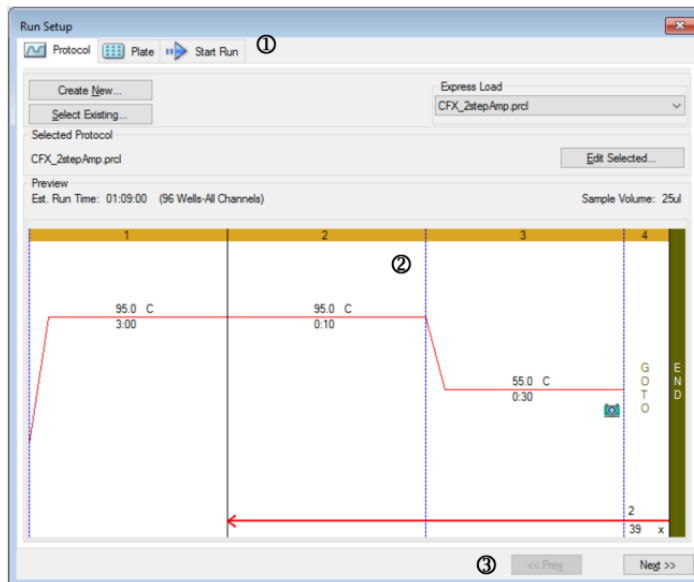 Run Setup
Protocol Plate Start Run ①
Create New...
Select Existing...
Express Load
CFX_2stepAmp.prcl
Selected Protocol
CFX_2stepAmp.prcl
Edit Selected...
Preview
Est. Run Time: 01:09:00 (96 Wells-All Channels) Sample Volume: 25ul
1 2 3 4
②
95.0 C 95.0 C
3:00 0:10
55.0 C
0:30
GOTO
END
2
39 x
③ << Prev Next >>